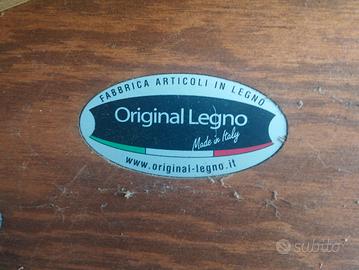 FABBRICA ARTICOLI IN LEGNO
Original Legno
Made in Italy
www.original-legno.it
subito